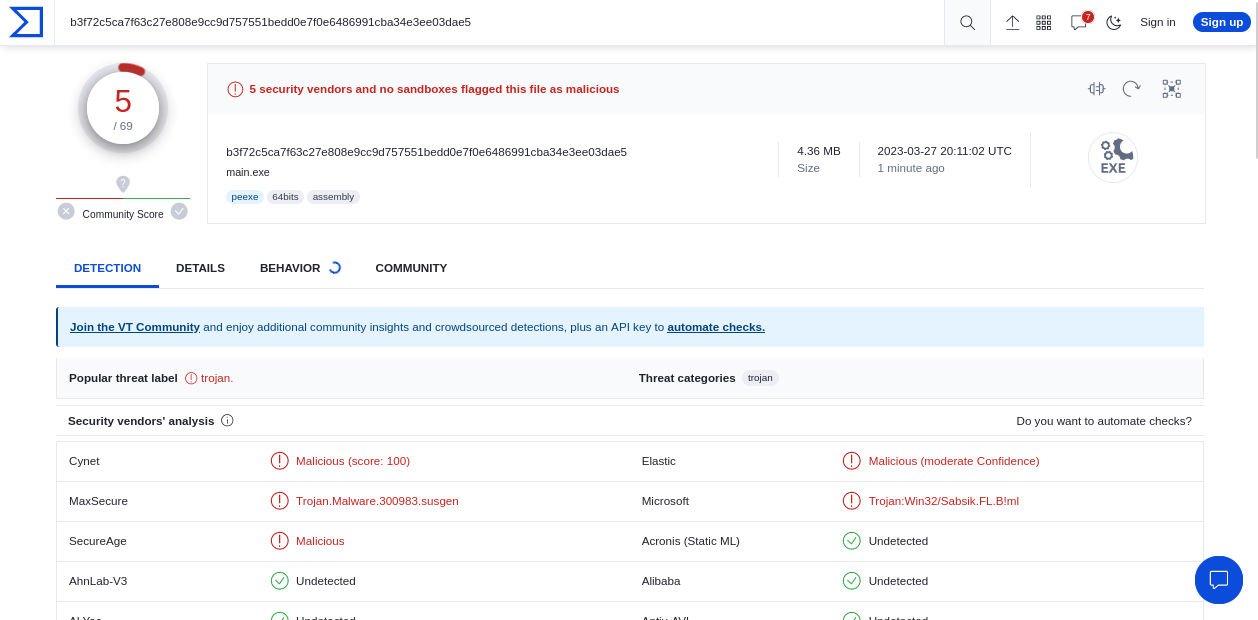 b3f72c5ca7f63c27e808e9cc9d757551bedd0e7f0e6486991cba34e3ee03dae5
7
Sign in
Sign up
5
/ 69
?
Community Score
5 security vendors and no sandboxes flagged this file as malicious
b3f72c5ca7f63c27e808e9cc9d757551bedd0e7f0e6486991cba34e3ee03dae5
main.exe
peexe 64bits assembly
4.36 MB
Size
2023-03-27 20:11:02 UTC
1 minute ago
EXE
DETECTION DETAILS BEHAVIOR COMMUNITY
Join the VT Community and enjoy additional community insights and crowdsourced detections, plus an API key to automate checks.
Popular threat label trojan. Threat categories trojan
Security vendors' analysis Do you want to automate checks?
Cynet Malicious (score: 100) Elastic Malicious (moderate Confidence)
MaxSecure Trojan.Malware.300983.susgen Microsoft Trojan:Win32/Sabsik.FL.B!ml
SecureAge Malicious Acronis (Static ML) Undetected
AhnLab-V3 Undetected Alibaba Undetected
ALYac Undetected Antiy-AVL Undetected